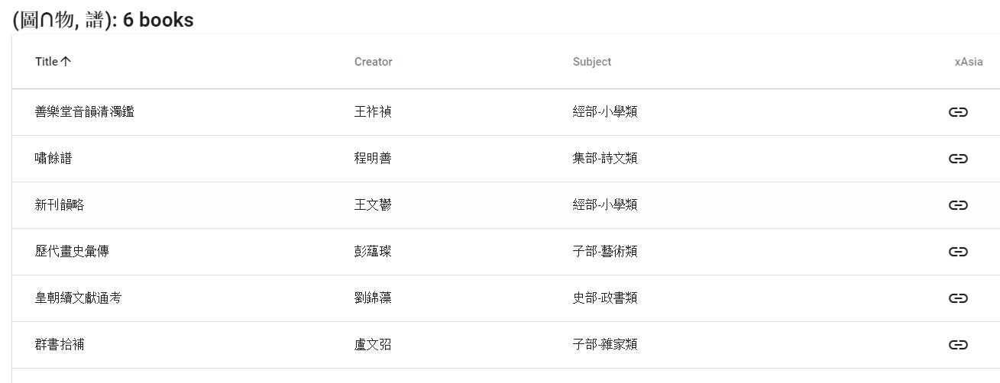 (圖∩物, 譜): 6 books
Title↑ Creator Subject xAsia
善樂堂音韻清濁鑑 王祚禎 經部-小學類
嘯餘譜 程明善 集部-詩文類
新刊韻略 王文鬱 經部-小學類
歷代畫史彙傳 彭蘊璨 子部-藝術類
皇朝續文獻通考 劉錦藻 史部-政書類
群書拾補 盧文弨 子部-雜家類